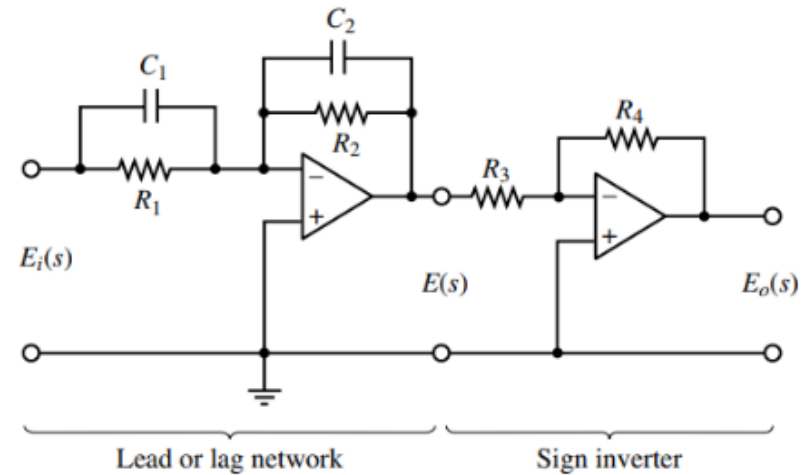 C₂
C₁
R₂
R₁
R₄
R₃
−
+
−
+
Eᵢ(s)
E(s)
Eₒ(s)
Lead or lag network
Sign inverter